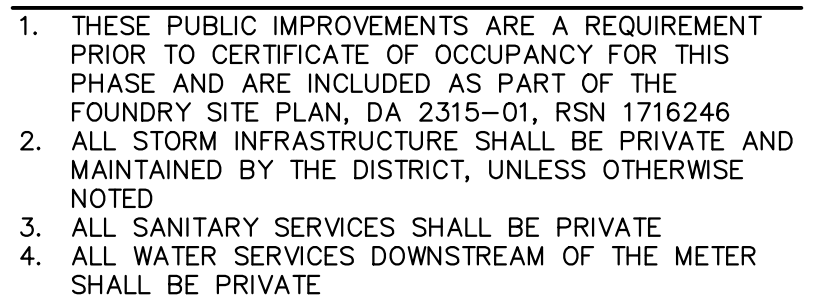 1. THESE PUBLIC IMPROVEMENTS ARE A REQUIREMENT
PRIOR TO CERTIFICATE OF OCCUPANCY FOR THIS
PHASE AND ARE INCLUDED AS PART OF THE
FOUNDRY SITE PLAN, DA 2315–01, RSN 1716246
2. ALL STORM INFRASTRUCTURE SHALL BE PRIVATE AND
MAINTAINED BY THE DISTRICT, UNLESS OTHERWISE
NOTED
3. ALL SANITARY SERVICES SHALL BE PRIVATE
4. ALL WATER SERVICES DOWNSTREAM OF THE METER
SHALL BE PRIVATE